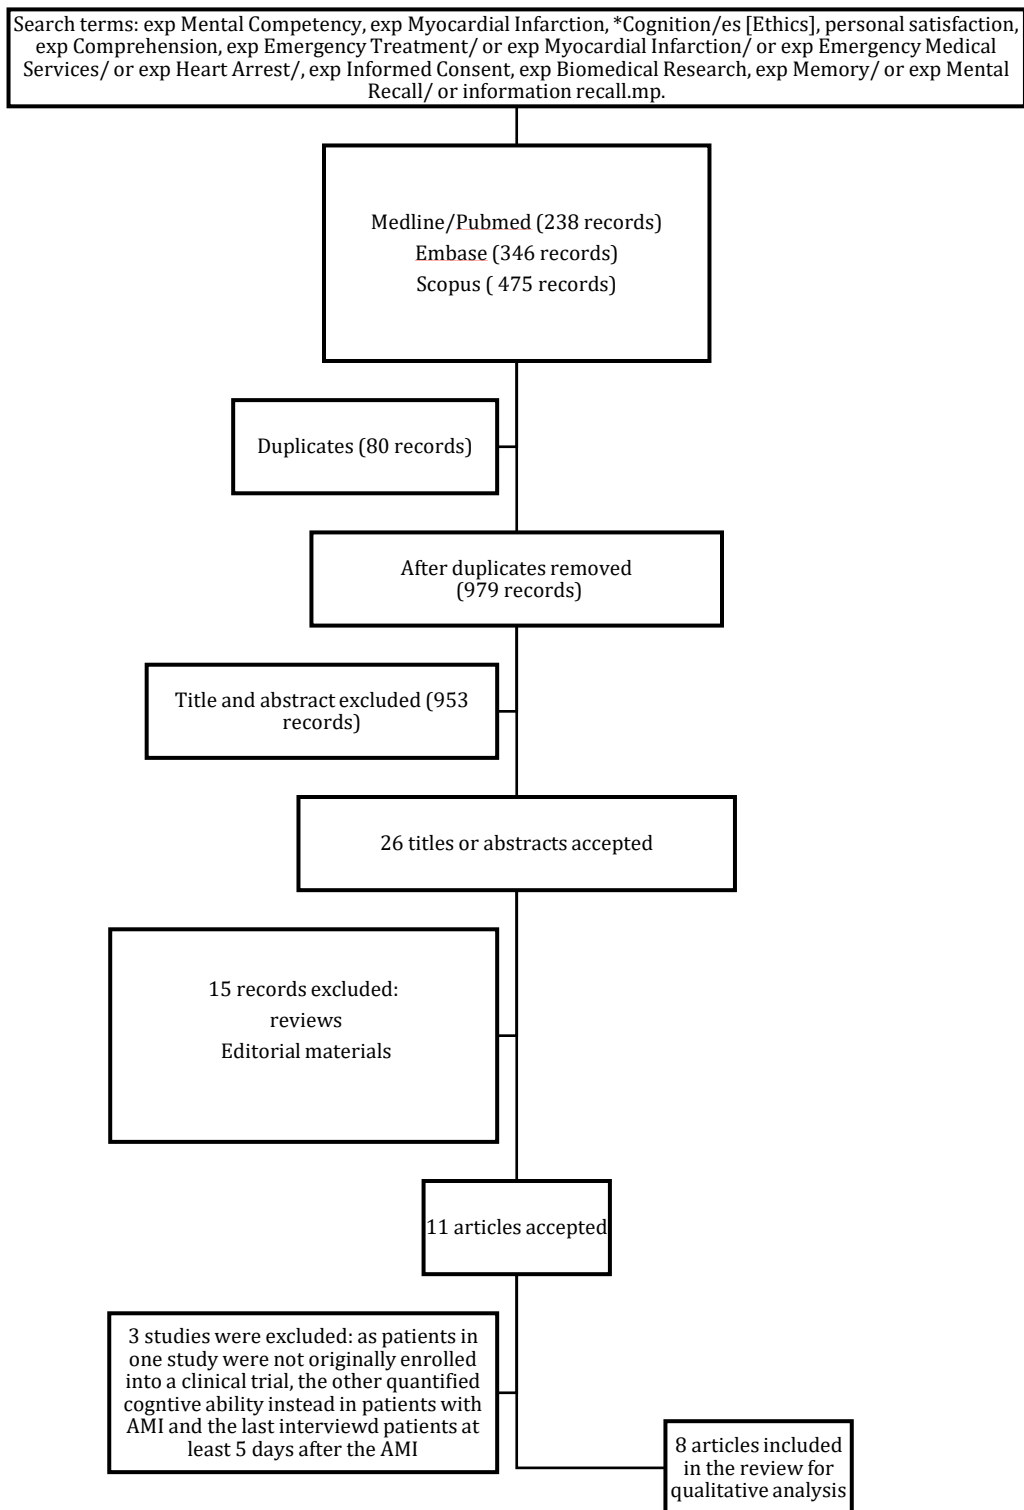 Search terms: exp Mental Competency, exp Myocardial Infarction, *Cognition/es [Ethics], personal satisfaction,
exp Comprehension, exp Emergency Treatment/ or exp Myocardial Infarction/ or exp Emergency Medical
Services/ or exp Heart Arrest/, exp Informed Consent, exp Biomedical Research, exp Memory/ or exp Mental
Recall/ or information recall.mp.
Medline/Pubmed (238 records)
Embase (346 records)
Scopus ( 475 records)
Duplicates (80 records)
After duplicates removed
(979 records)
Title and abstract excluded (953
records)
26 titles or abstracts accepted
15 records excluded:
reviews
Editorial materials
11 articles accepted
3 studies were excluded: as patients in
one study were not originally enrolled
into a clinical trial, the other quantified
cogntive ability instead in patients with
AMI and the last interviewd patients at
least 5 days after the AMI
8 articles included
in the review for
qualitative analysis